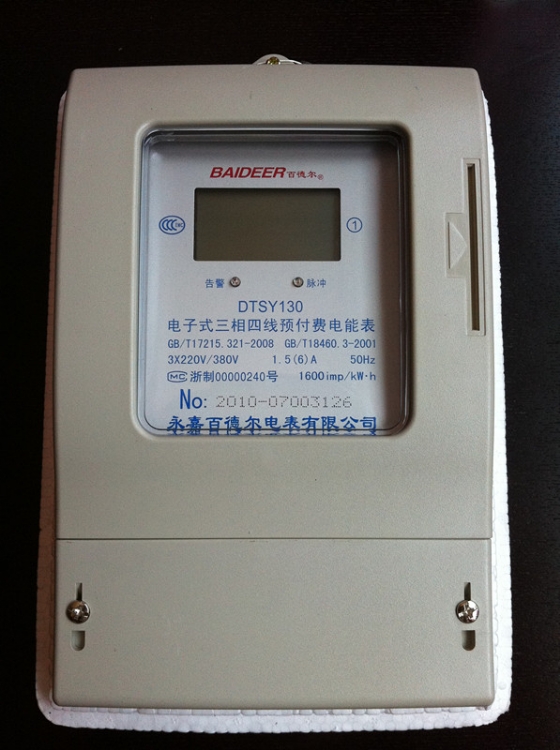 BAIDEER百德尔®
CCC
1
告警 脉冲
DTSY130
电子式三相四线预付费电能表
GB/T17215.321-2008 GB/T18460.3-2001
3X220V/380V 1.5(6)A 50Hz
MC 浙制00000240号 1600imp/kW·h
No: 2010-07003126
永嘉百德尔电表有限公司